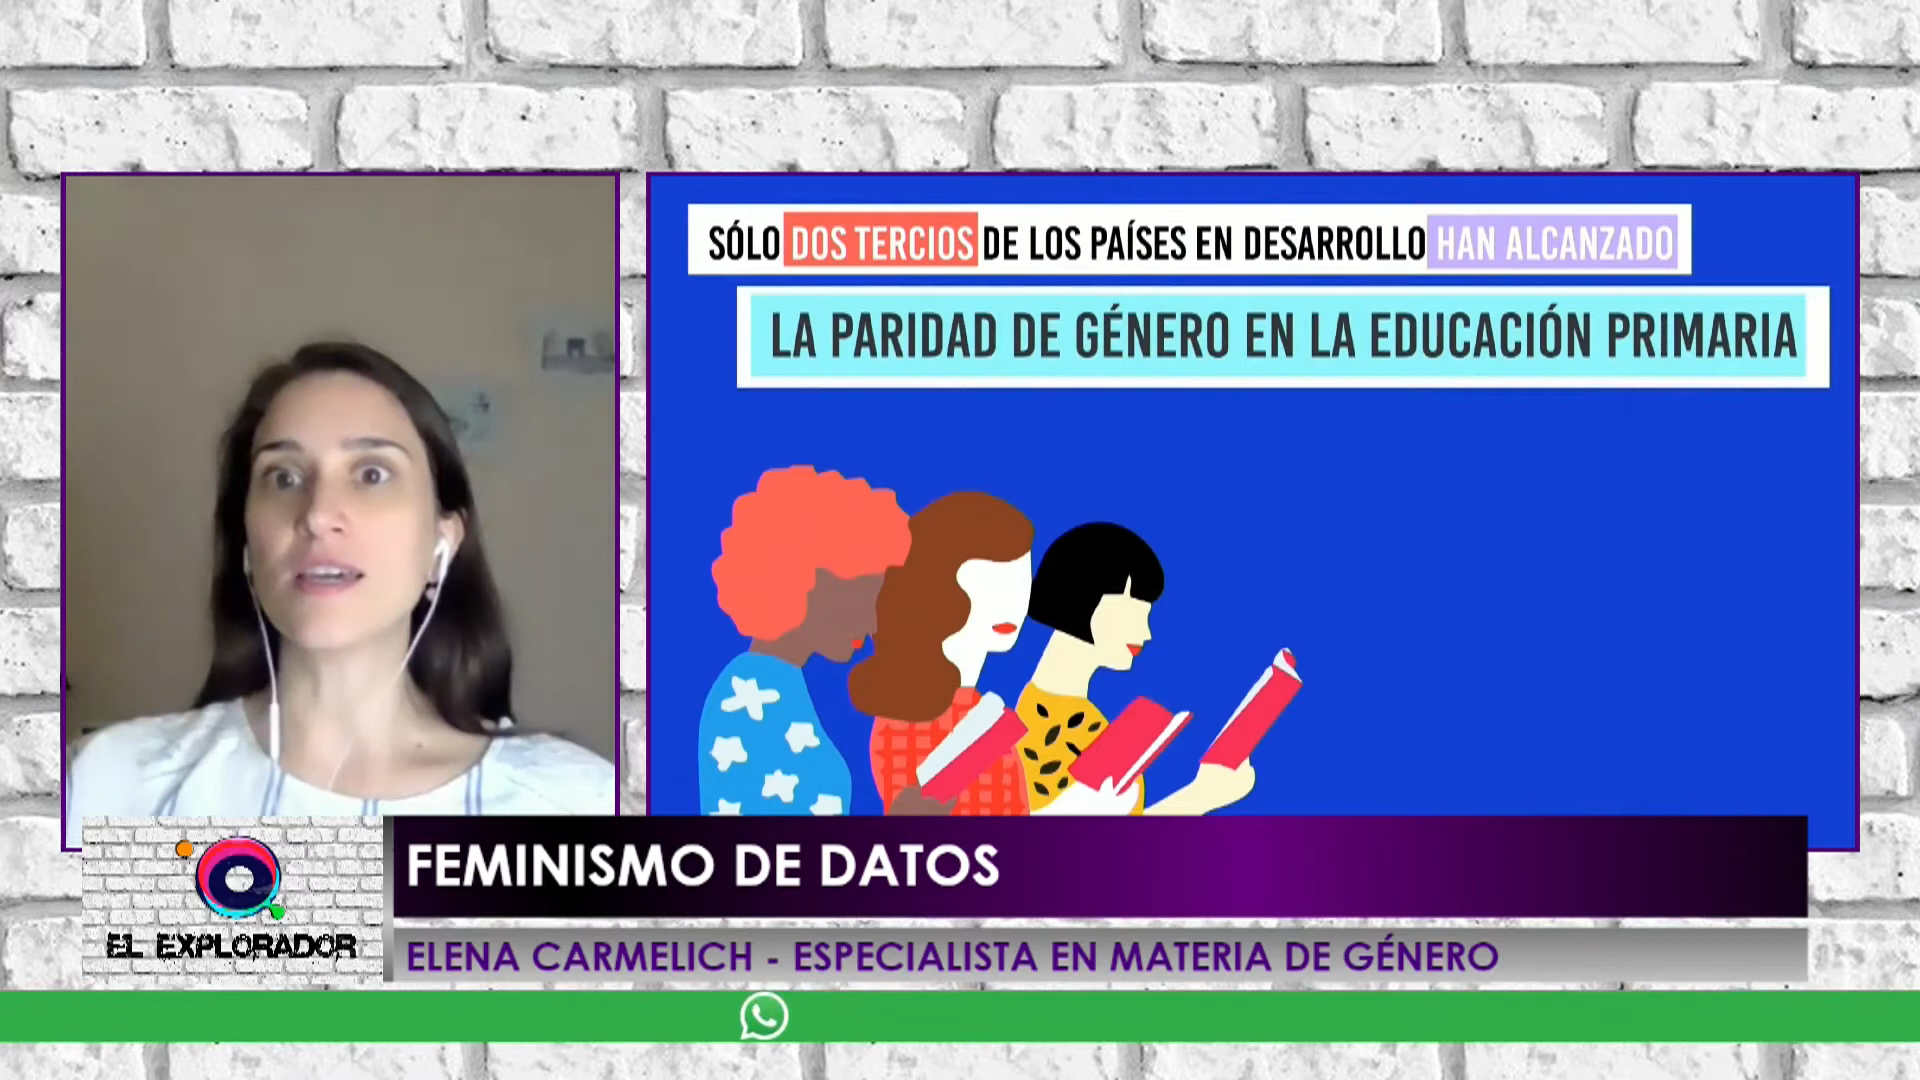 SÓLO DOS TERCIOS DE LOS PAÍSES EN DESARROLLO HAN ALCANZADO
LA PARIDAD DE GÉNERO EN LA EDUCACIÓN PRIMARIA
FEMINISMO DE DATOS
EL EXPLORADOR
ELENA CARMELICH - ESPECIALISTA EN MATERIA DE GÉNERO